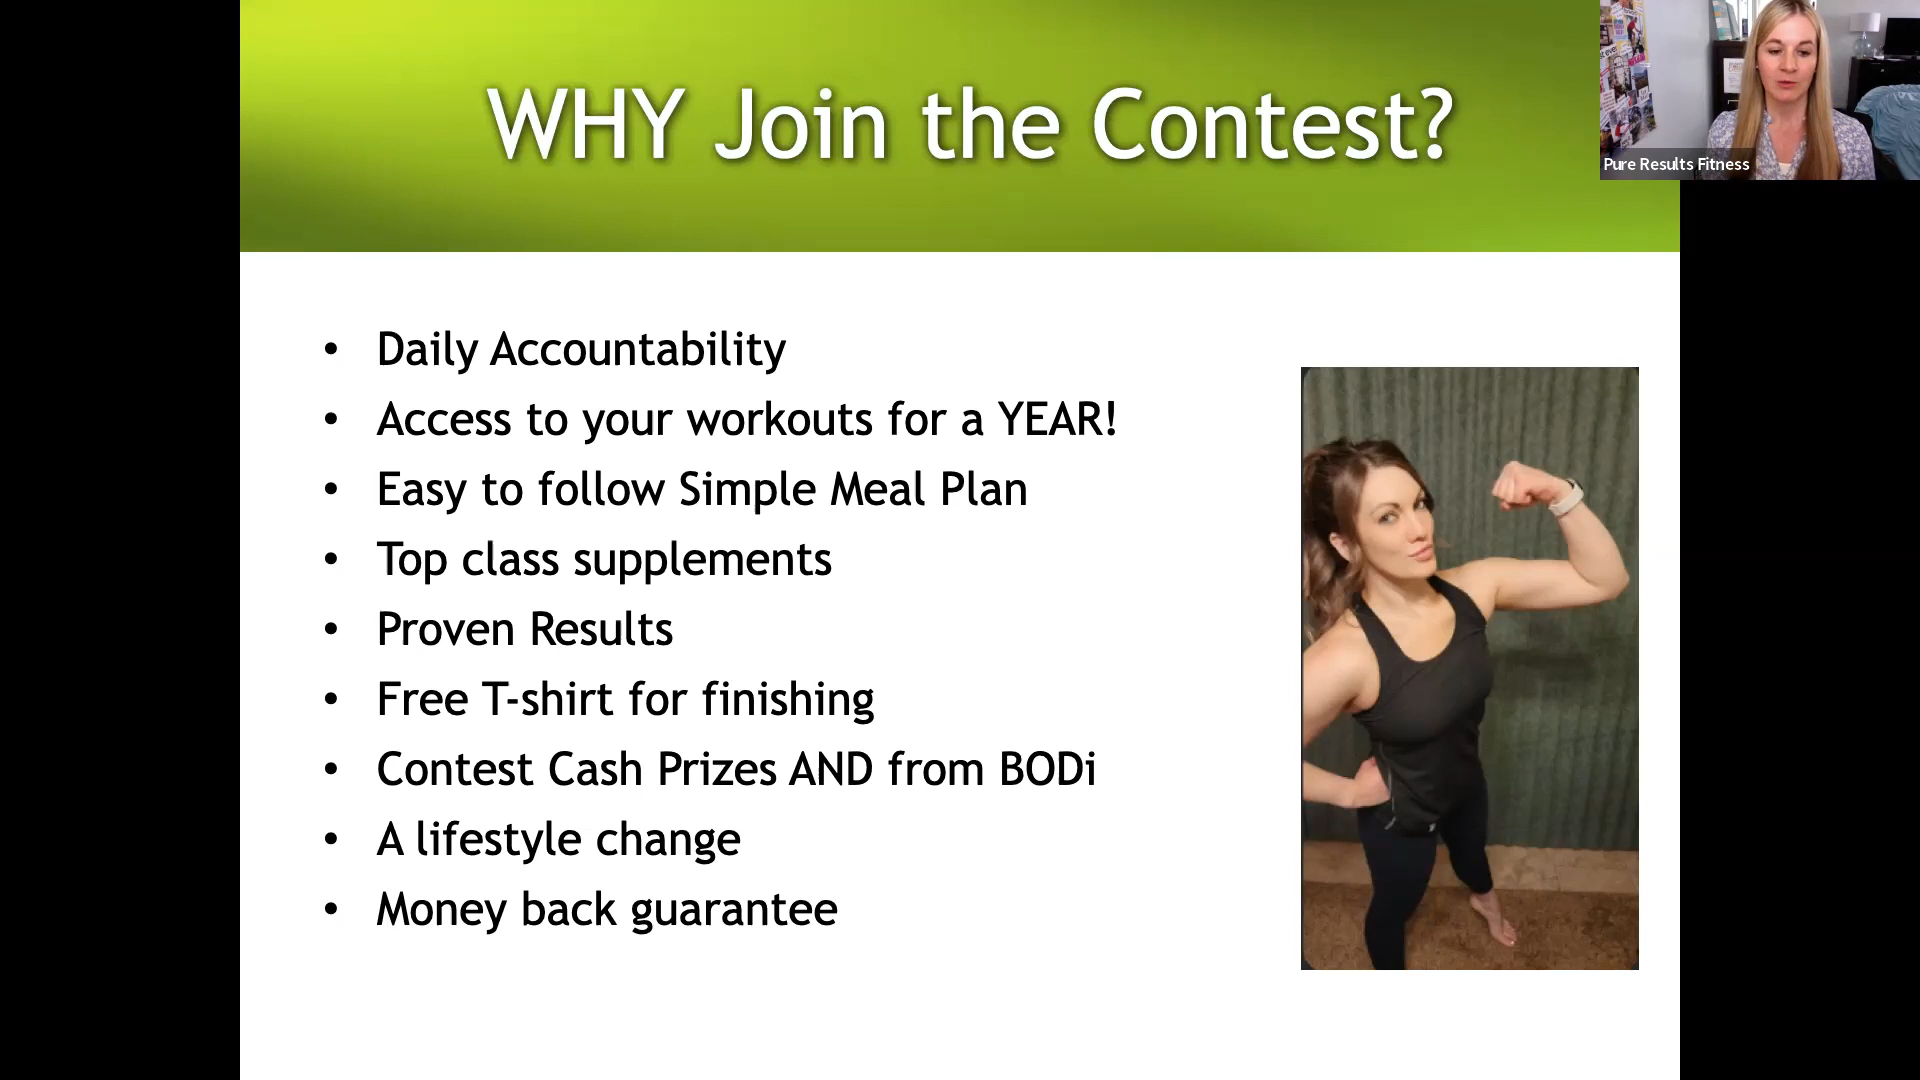 WHY Join the Contest?
Pure Results Fitness
• Daily Accountability
• Access to your workouts for a YEAR!
• Easy to follow Simple Meal Plan
• Top class supplements
• Proven Results
• Free T-shirt for finishing
• Contest Cash Prizes AND from BODi
• A lifestyle change
• Money back guarantee